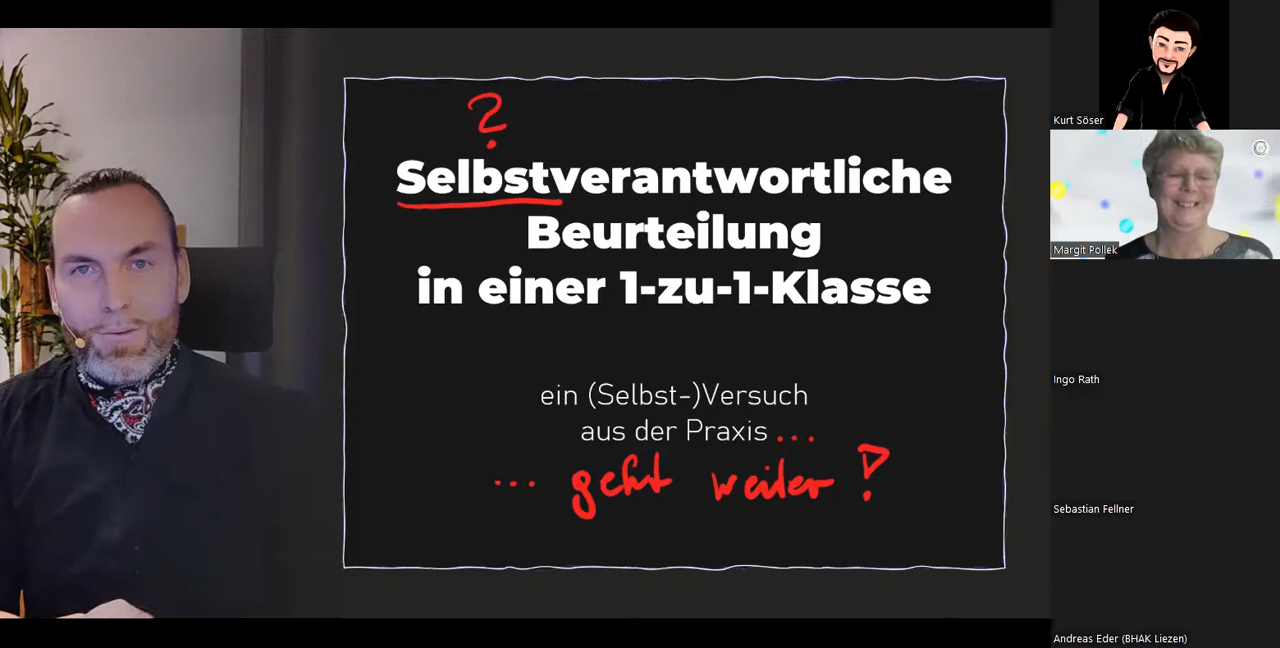 ?
Selbstverantwortliche
Beurteilung
in einer 1-zu-1-Klasse
ein (Selbst-)Versuch
aus der Praxis ...
... geht weiter!
Kurt Söser
Margit Pollek
Ingo Rath
Sebastian Fellner
Andreas Eder (BHAK Liezen)